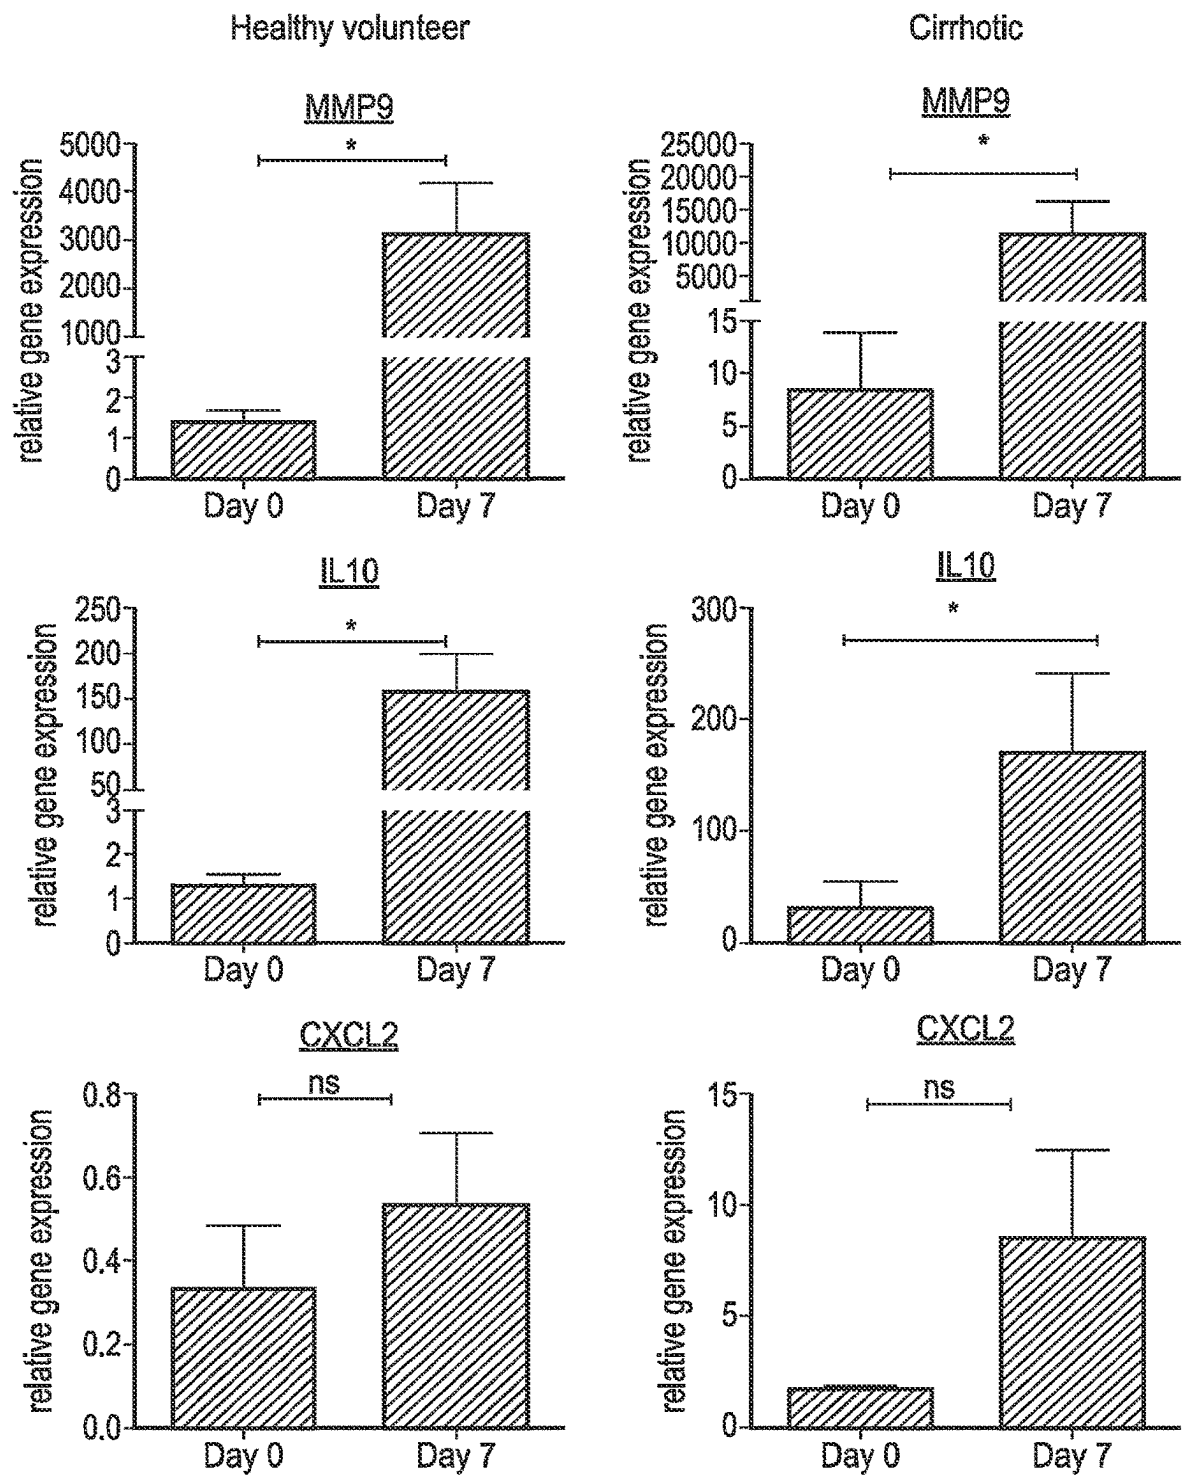 Healthy volunteer
Cirrhotic
MMP9
relative gene expression
5000
4000
3000
2000
1000
3
2
1
0
*
Day 0
Day 7
MMP9
relative gene expression
25000
20000
15000
10000
5000
15
10
5
0
*
Day 0
Day 7
IL10
relative gene expression
250
200
150
100
50
3
2
1
0
*
Day 0
Day 7
IL10
relative gene expression
300
200
100
0
*
Day 0
Day 7
CXCL2
relative gene expression
0.8
0.6
0.4
0.2
0.0
ns
Day 0
Day 7
CXCL2
relative gene expression
15
10
5
0
ns
Day 0
Day 7